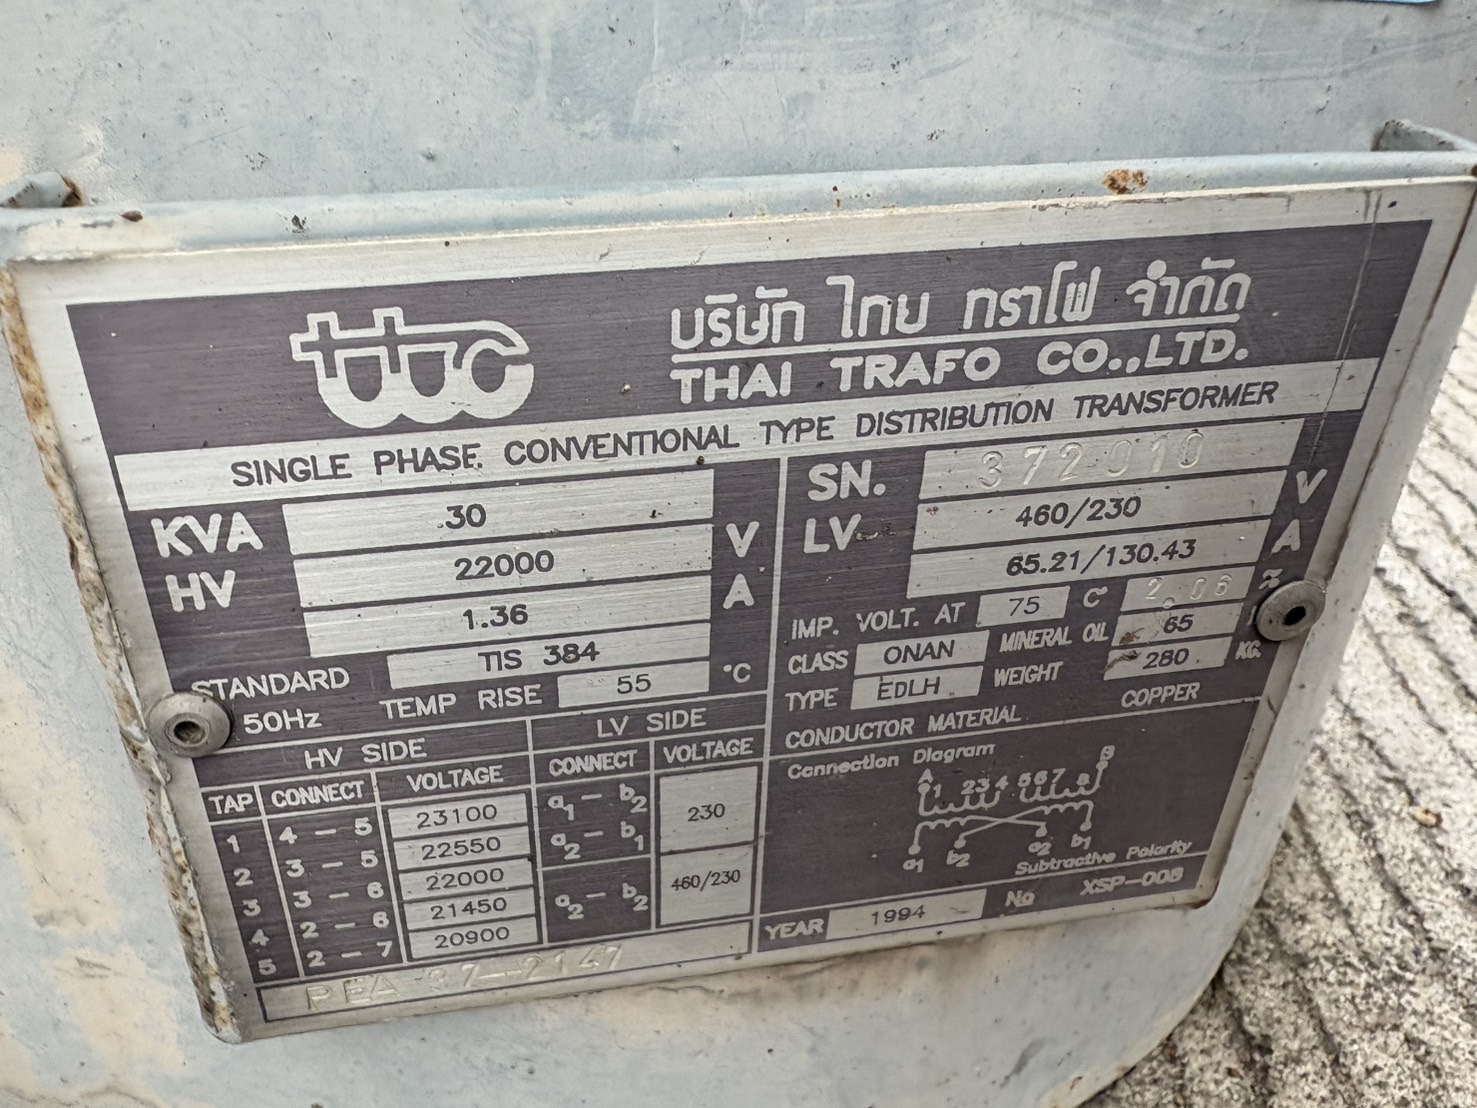 ttc
บริษัท ไทย ทราโฟ จำกัด
THAI TRAFO CO.,LTD.
SINGLE PHASE CONVENTIONAL TYPE DISTRIBUTION TRANSFORMER
KVA 30
HV 22000 V
1.36 A
STANDARD TIS 384
50Hz TEMP RISE 55 °C
SN. 372010
LV 460/230 V
65.21/130.43 A
IMP. VOLT. AT 75 C° 2.06 %
CLASS ONAN MINERAL OIL 65
TYPE EDLH WEIGHT 280 KG.
CONDUCTOR MATERIAL COPPER
HV SIDE LV SIDE
TAP CONNECT VOLTAGE CONNECT VOLTAGE
1 4-5 23100
2 3-5 22550
3 3-6 22000
4 2-6 21450
5 2-7 20900
a1-b2
a2-b1
230
a2-b2 460/230
Connection Diagram
A B
1 2 3 4 5 6 7 8
a1 b2 a2 b1
Subtractive Polarity
YEAR 1994 No XSP-008
PEA 37-2147